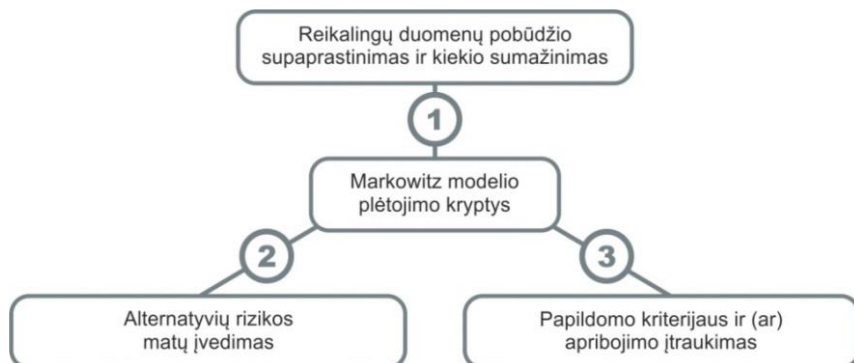 Reikalingų duomenų pobūdžio
supaprastinimas ir kiekio sumažinimas
1
Markowitz modelio
plėtojimo kryptys
2
3
Alternatyvių rizikos
matų įvedimas
Papildomo kriterijaus ir (ar)
apribojimo įtraukimas